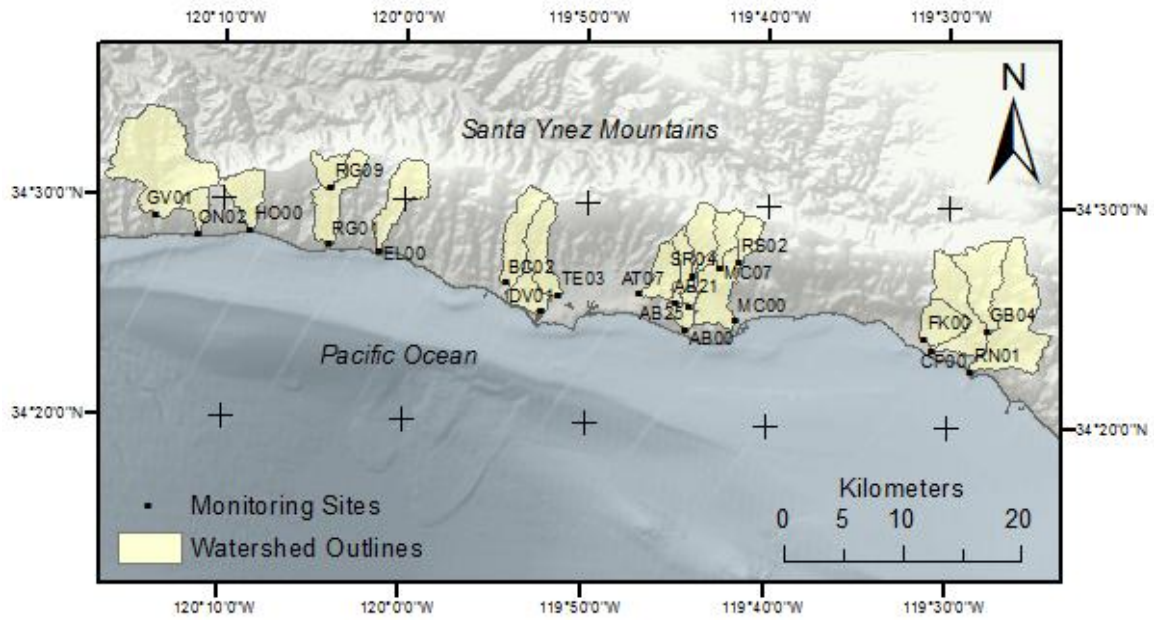 120°10'0"W 120°0'0"W 119°50'0"W 119°40'0"W 119°30'0"W
N
Santa Ynez Mountains
34°30'0"N
34°30'0"N
GV01
ON02
HO00
RG09
RG01
EL00
BC02
DV01
TE03
AT07
SR04
RS02
MC07
AB21
AB25
MC00
AB00
FK00
GB04
CP00
RN01
Pacific Ocean
34°20'0"N
34°20'0"N
Monitoring Sites
Watershed Outlines
Kilometers
0 5 10 20
120°10'0"W 120°0'0"W 119°50'0"W 119°40'0"W 119°30'0"W